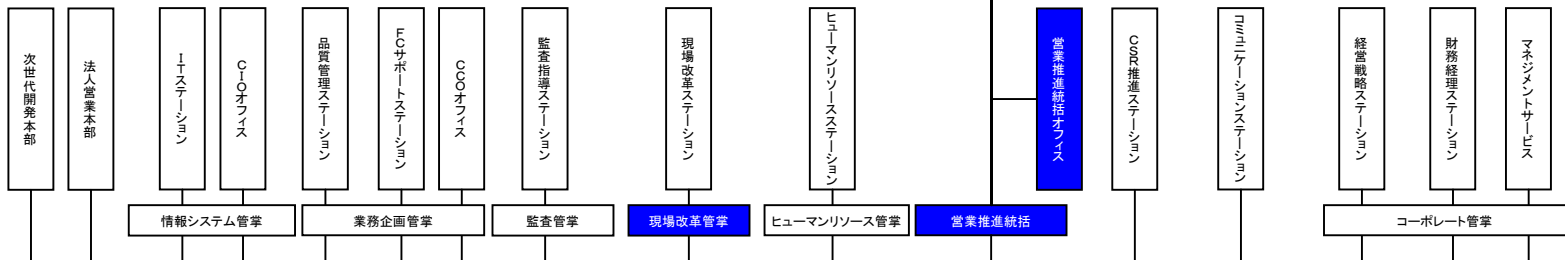 次世代開発本部
法人営業本部
ITステーション
CIOオフィス
品質管理ステーション
FCサポートステーション
CCOオフィス
監査指導ステーション
現場改革ステーション
ヒューマンリソースステーション
営業推進統括オフィス
CSR推進ステーション
コミュニケーションステーション
経営戦略ステーション
財務経理ステーション
マネジメントサービス
情報システム管掌
業務企画管掌
監査管掌
現場改革管掌
ヒューマンリソース管掌
営業推進統括
コーポレート管掌